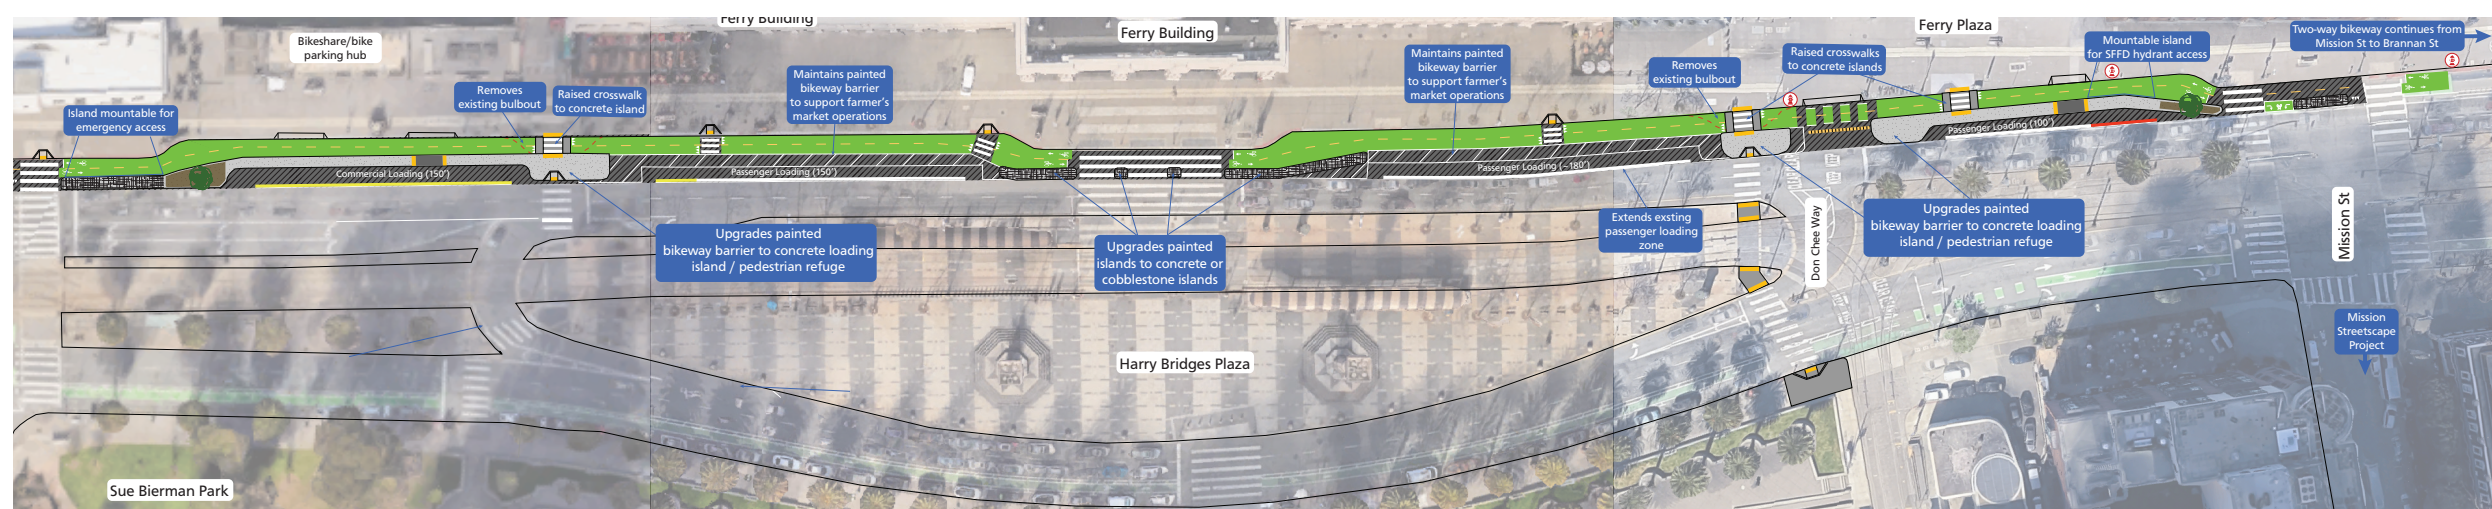 Ferry Building
Ferry Building
Ferry Plaza
Two-way bikeway continues from
Mission St to Brannan St
Bikeshare/bike
parking hub
Island mountable for
emergency access
Removes
existing bulbout
Raised crosswalk
to concrete island
Maintains painted
bikeway barrier
to support farmer's
market operations
Maintains painted
bikeway barrier
to support farmer's
market operations
Removes
existing bulbout
Raised crosswalks
to concrete islands
Mountable island
for SFFD hydrant access
Commercial Loading (150')
Passenger Loading (150')
Passenger Loading (~180')
Passenger Loading (100')
Upgrades painted
bikeway barrier to concrete loading
island / pedestrian refuge
Upgrades painted
islands to concrete or
cobblestone islands
Extends exsting
passenger loading
zone
Don Chee Way
Upgrades painted
bikeway barrier to concrete loading
island / pedestrian refuge
Mission St
Mission
Streetscape
Project
Harry Bridges Plaza
Sue Bierman Park